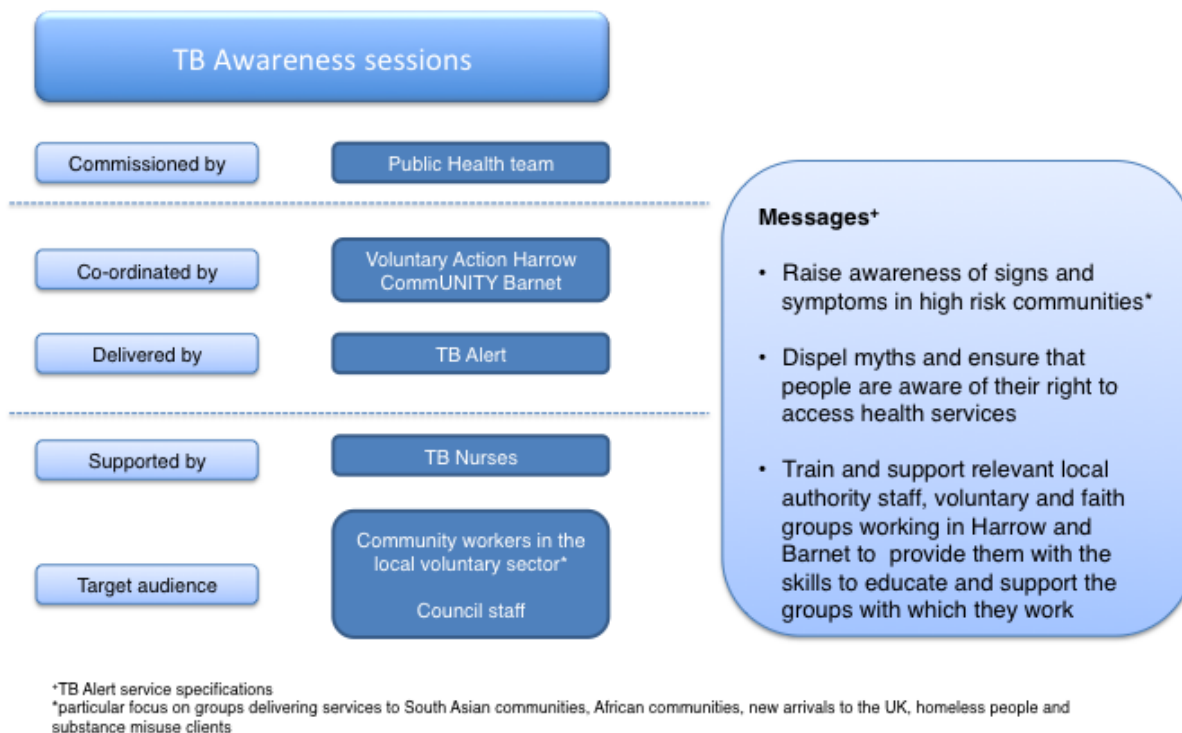 TB Awareness sessions
Commissioned by
Public Health team
Co-ordinated by
Voluntary Action Harrow
CommUNITY Barnet
Delivered by
TB Alert
Supported by
TB Nurses
Target audience
Community workers in the
local voluntary sector*
Council staff
Messages⁺
• Raise awareness of signs and
symptoms in high risk communities*
• Dispel myths and ensure that
people are aware of their right to
access health services
• Train and support relevant local
authority staff, voluntary and faith
groups working in Harrow and
Barnet to provide them with the
skills to educate and support the
groups with which they work
⁺TB Alert service specifications
*particular focus on groups delivering services to South Asian communities, African communities, new arrivals to the UK, homeless people and
substance misuse clients